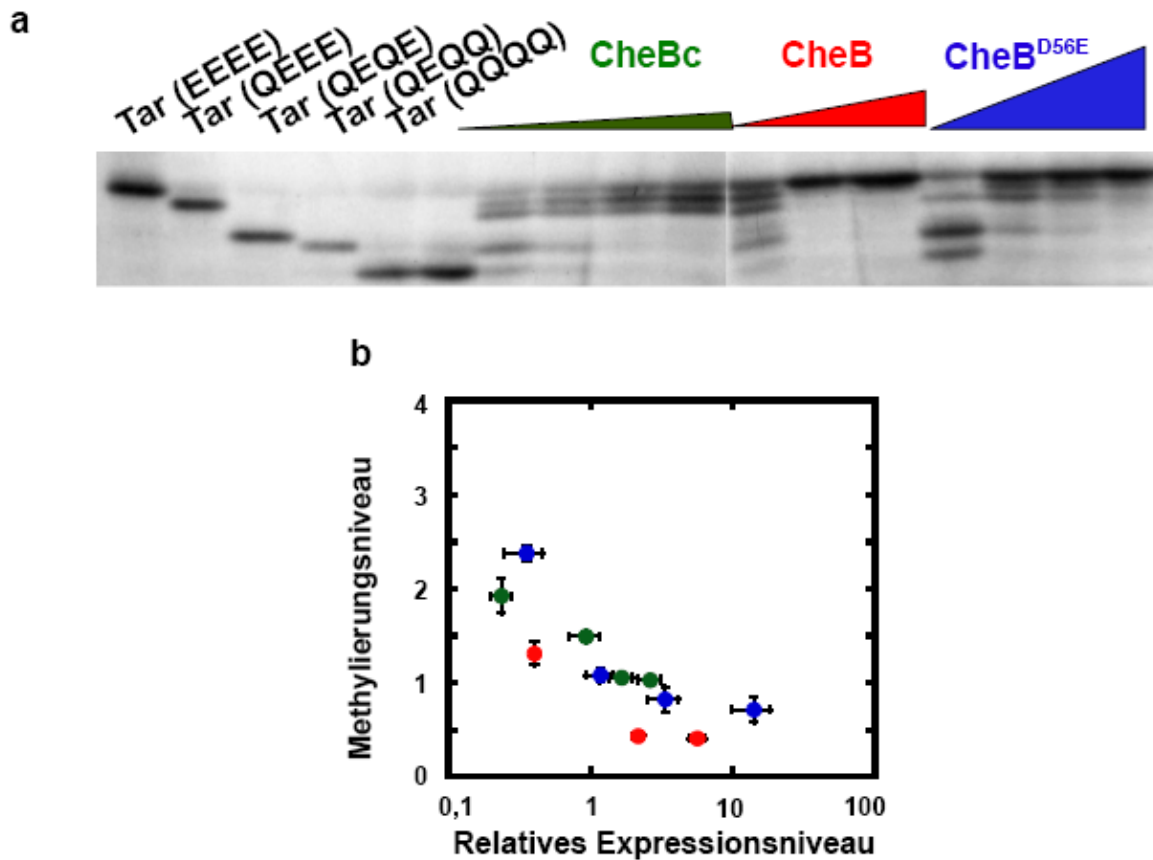 a
Tar (EEEE)
Tar (QEEE)
Tar (QEQE)
Tar (QEQQ)
Tar (QQQQ)
CheBc
CheB
CheBD56E
b
Methylierungsniveau
4
3
2
1
0
0,1 1 10 100
Relatives Expressionsniveau